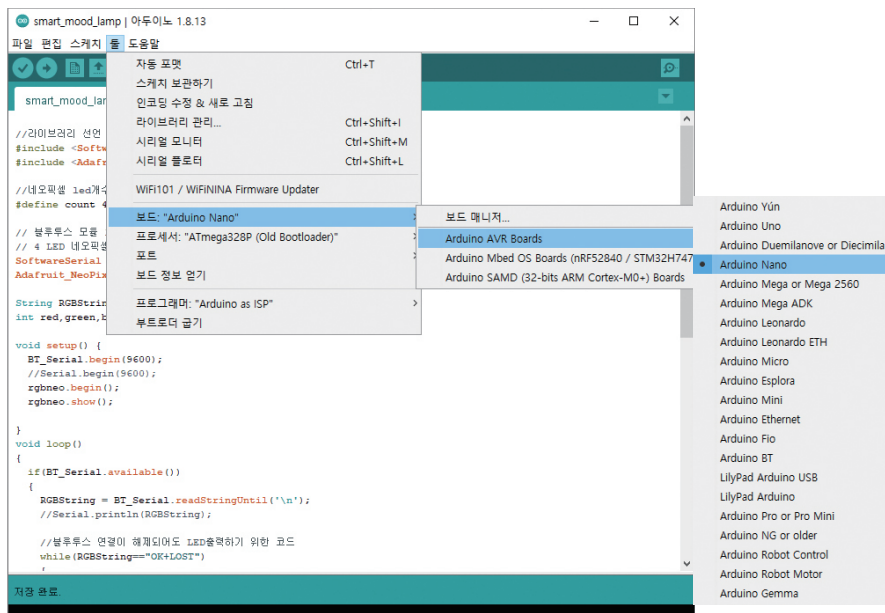 smart_mood_lamp | 아두이노 1.8.13
파일 편집 스케치 툴 도움말
자동 포맷 Ctrl+T
스케치 보관하기
인코딩 수정 & 새로 고침
라이브러리 관리... Ctrl+Shift+I
시리얼 모니터 Ctrl+Shift+M
시리얼 플로터 Ctrl+Shift+L
WiFi101 / WiFiNINA Firmware Updater
보드: "Arduino Nano"
프로세서: "ATmega328P (Old Bootloader)"
포트
보드 정보 얻기
프로그래머: "Arduino as ISP"
부트로더 굽기
보드 매니저...
Arduino AVR Boards
Arduino Mbed OS Boards (nRF52840 / STM32H747
Arduino SAMD (32-bits ARM Cortex-M0+) Boards
Arduino Yún
Arduino Uno
Arduino Duemilanove or Diecimila
Arduino Nano
Arduino Mega or Mega 2560
Arduino Mega ADK
Arduino Leonardo
Arduino Leonardo ETH
Arduino Micro
Arduino Esplora
Arduino Mini
Arduino Ethernet
Arduino Fio
Arduino BT
LilyPad Arduino USB
LilyPad Arduino
Arduino Pro or Pro Mini
Arduino NG or older
Arduino Robot Control
Arduino Robot Motor
Arduino Gemma
smart_mood_lar
//라이브러리 선언
#include <Softw
#include <Adafr
//네오픽셀 led개수
#define count 4
// 블루투스 모듈
// 4 LED 네오픽셀
SoftwareSerial
Adafruit_NeoPix
String RGBStrin
int red,green,b
void setup() {
BT_Serial.begin(9600);
//Serial.begin(9600);
rgbneo.begin();
rgbneo.show();
}
void loop()
{
if(BT_Serial.available())
{
RGBString = BT_Serial.readStringUntil('\n');
//Serial.println(RGBString);
//블루투스 연결이 해제되어도 LED출력하기 위한 코드
while(RGBString=="OK+LOST")
저장 완료.